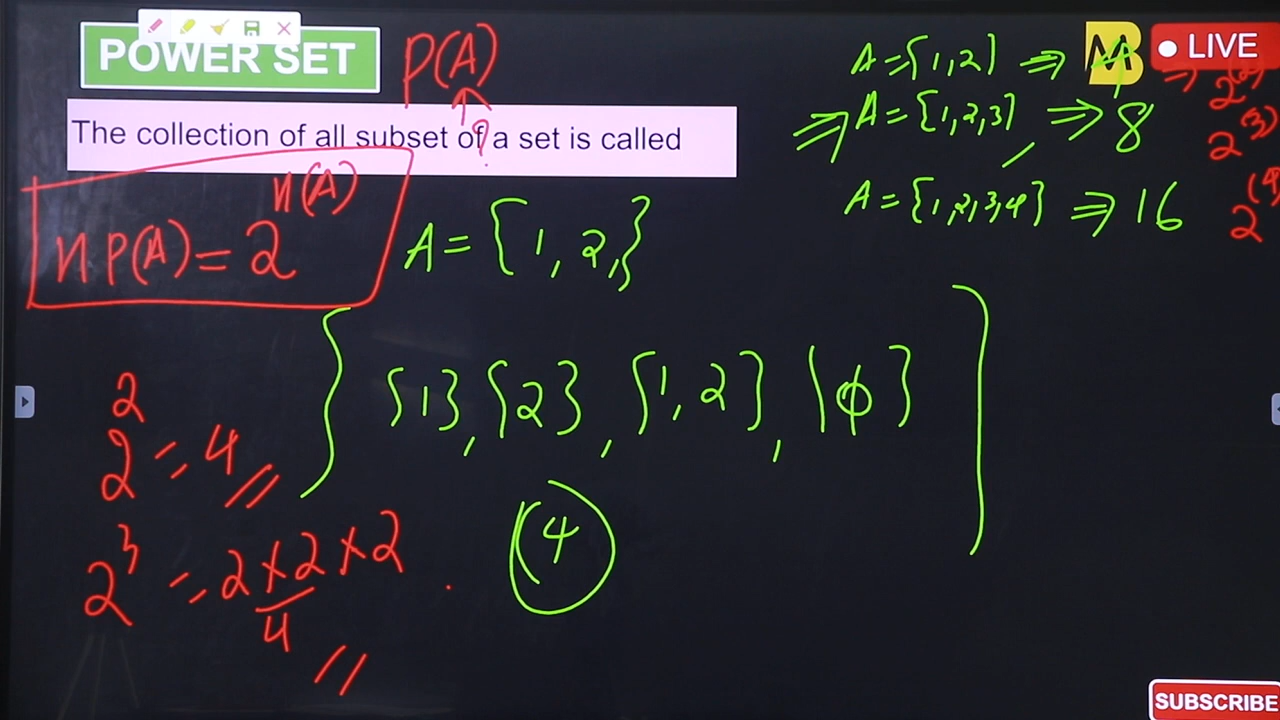 POWER SET
P(A)
?
The collection of all subset of a set is called
n P(A) = 2^n(A)
A = {1, 2} ⇒ 4 ⇒ 2^(2)
⇒ A = {1, 2, 3} ⇒ 8 2^(3)
A = {1, 2, 3, 4} ⇒ 16 2^(4)
A = {1, 2,}
{ {1}, {2}, {1, 2}, {ϕ} }
2^2 = 4 //
4
2^3 = 2 × 2 × 2
4 //
M
LIVE
SUBSCRIBE